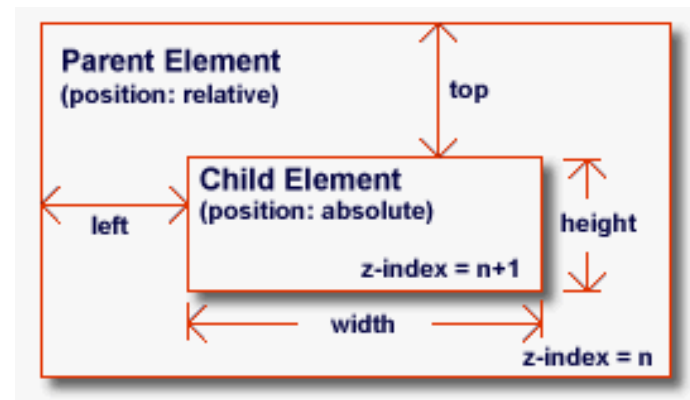 Parent Element
(position: relative)
top
Child Element
(position: absolute)
left
height
z-index = n+1
width
z-index = n